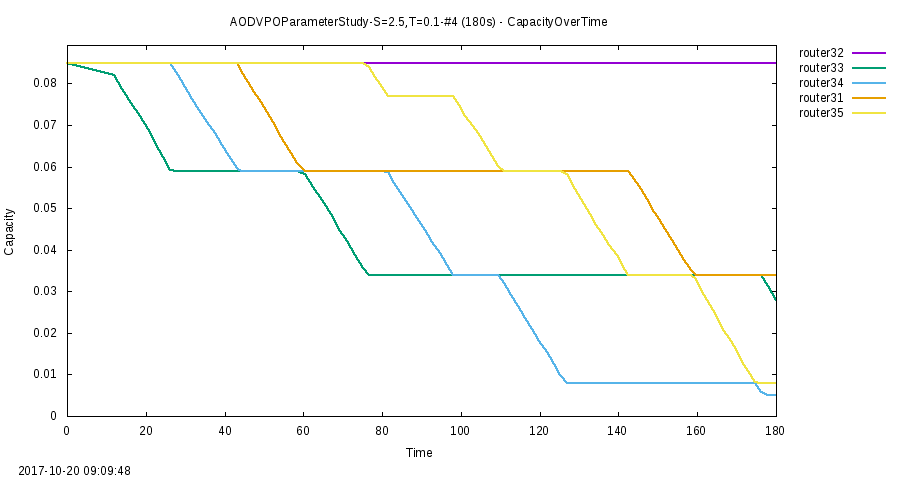 AODVPOParameterStudy-S=2.5,T=0.1-#4 (180s) - CapacityOverTime
router32
router33
router34
router31
router35
0.08
0.07
0.06
0.05
0.04
0.03
0.02
0.01
0
Capacity
0 20 40 60 80 100 120 140 160 180
Time
2017-10-20 09:09:48